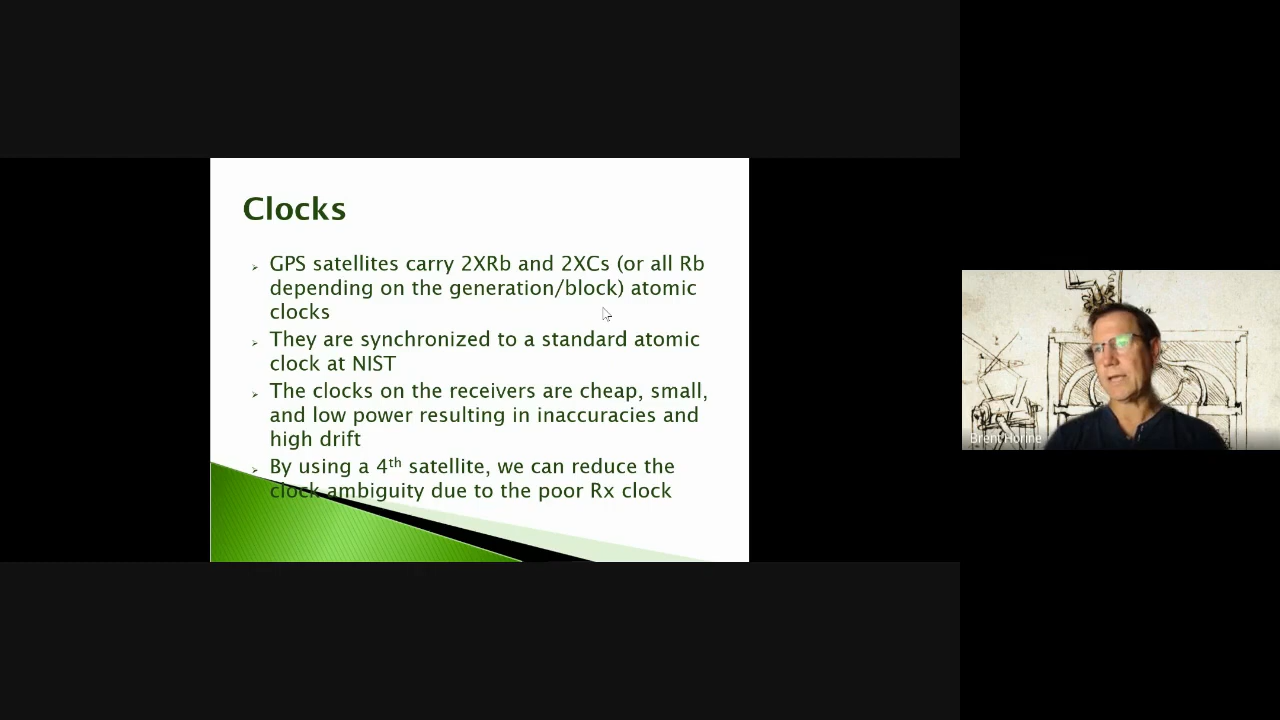 Clocks
GPS satellites carry 2XRb and 2XCs (or all Rb
depending on the generation/block) atomic
clocks
They are synchronized to a standard atomic
clock at NIST
The clocks on the receivers are cheap, small,
and low power resulting in inaccuracies and
high drift
By using a 4th satellite, we can reduce the
clock ambiguity due to the poor Rx clock
Brent Horine